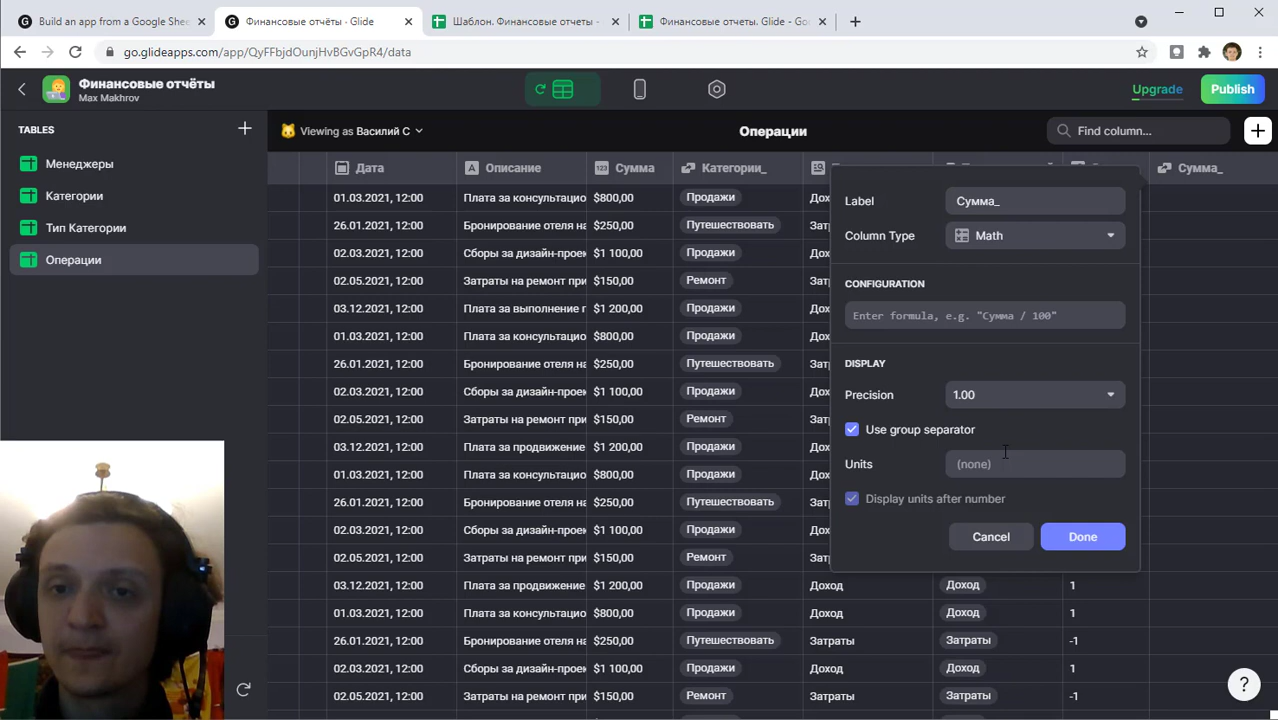 Build an app from a Google Shee
Финансовые отчёты - Glide
Шаблон. Финансовые отчеты -
Финансовые отчеты. Glide - Goo
go.glideapps.com/app/QyFFbjdOunjHvBGvGpR4/data
Финансовые отчёты
Max Makhrov
Upgrade
Publish
TABLES
Viewing as Василий С
Операции
Find column...
Менеджеры
Категории
Тип Категории
Операции
Дата Описание Сумма Категории_ Сумма_
01.03.2021, 12:00 Плата за консультацио $800,00 Продажи
26.01.2021, 12:00 Бронирование отеля на $250,00 Путешествовать
02.03.2021, 12:00 Сборы за дизайн-проек $1 100,00 Продажи
02.05.2021, 12:00 Затраты на ремонт при $150,00 Ремонт
03.12.2021, 12:00 Плата за выполнение г $1 200,00 Продажи
01.03.2021, 12:00 Плата за консультацио $800,00 Продажи
26.01.2021, 12:00 Бронирование отеля на $250,00 Путешествовать
02.03.2021, 12:00 Сборы за дизайн-проек $1 100,00 Продажи
02.05.2021, 12:00 Затраты на ремонт при $150,00 Ремонт
03.12.2021, 12:00 Плата за продвижение $1 200,00 Продажи
01.03.2021, 12:00 Плата за консультацио $800,00 Продажи
26.01.2021, 12:00 Бронирование отеля на $250,00 Путешествовать
02.03.2021, 12:00 Сборы за дизайн-проек $1 100,00 Продажи
02.05.2021, 12:00 Затраты на ремонт при $150,00 Ремонт
03.12.2021, 12:00 Плата за продвижение $1 200,00 Продажи Доход Доход 1
01.03.2021, 12:00 Плата за консультацио $800,00 Продажи Доход Доход 1
26.01.2021, 12:00 Бронирование отеля на $250,00 Путешествовать Затраты Затраты -1
02.03.2021, 12:00 Сборы за дизайн-проек $1 100,00 Продажи Доход Доход 1
02.05.2021, 12:00 Затраты на ремонт при $150,00 Ремонт Затраты Затраты -1
Label Сумма_
Column Type Math
CONFIGURATION
Enter formula, e.g. "Сумма / 100"
DISPLAY
Precision 1.00
Use group separator
Units (none)
Display units after number
Cancel Done